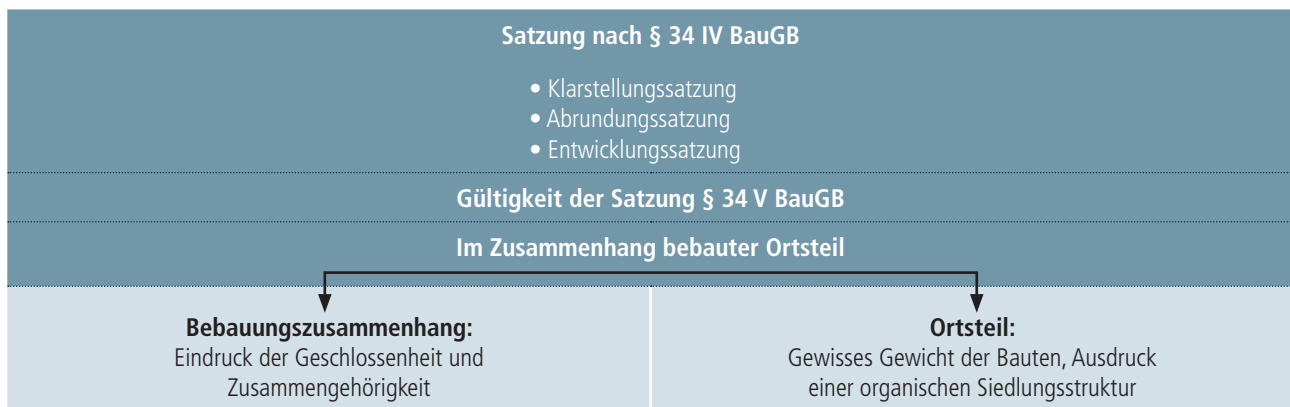 Satzung nach § 34 IV BauGB
• Klarstellungssatzung
• Abrundungssatzung
• Entwicklungssatzung
Gültigkeit der Satzung § 34 V BauGB
Im Zusammenhang bebauter Ortsteil
Bebauungszusammenhang:
Eindruck der Geschlossenheit und
Zusammengehörigkeit
Ortsteil:
Gewisses Gewicht der Bauten, Ausdruck
einer organischen Siedlungsstruktur